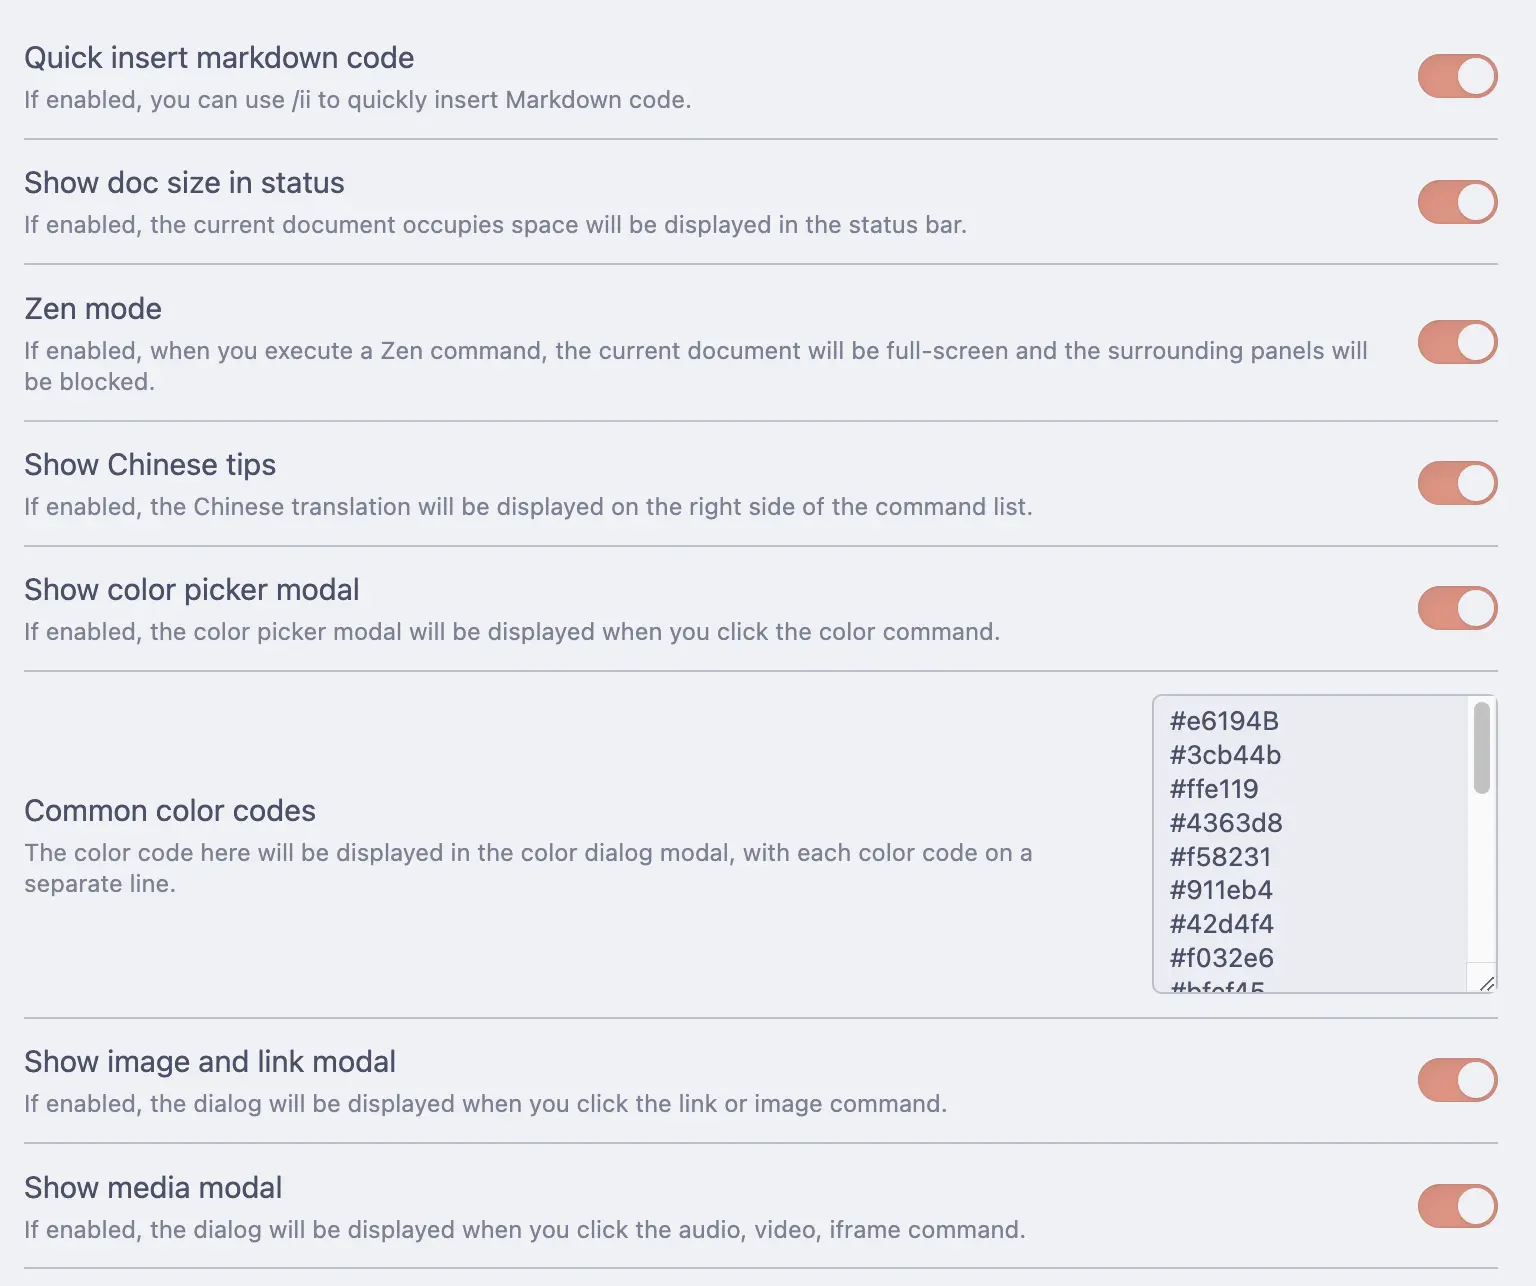 Quick insert markdown code
If enabled, you can use /ii to quickly insert Markdown code.
Show doc size in status
If enabled, the current document occupies space will be displayed in the status bar.
Zen mode
If enabled, when you execute a Zen command, the current document will be full-screen and the surrounding panels will
be blocked.
Show Chinese tips
If enabled, the Chinese translation will be displayed on the right side of the command list.
Show color picker modal
If enabled, the color picker modal will be displayed when you click the color command.
Common color codes
The color code here will be displayed in the color dialog modal, with each color code on a
separate line.
#e6194B
#3cb44b
#ffe119
#4363d8
#f58231
#911eb4
#42d4f4
#f032e6
Show image and link modal
If enabled, the dialog will be displayed when you click the link or image command.
Show media modal
If enabled, the dialog will be displayed when you click the audio, video, iframe command.